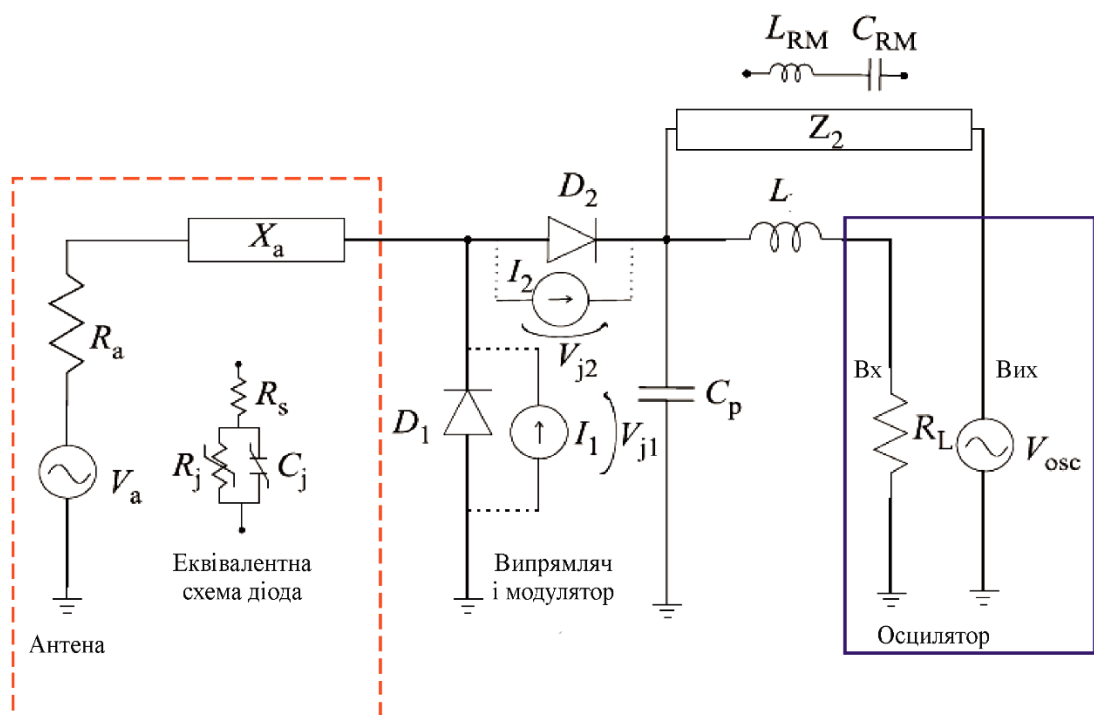 L_RM C_RM
Z_2
D_2
L
X_a
I_2
V_j2
R_a
R_s
D_1
I_1
V_j1
C_p
Вх
Вих
R_L
V_osc
R_j
C_j
V_a
Еквівалентна
схема діода
Випрямляч
і модулятор
Антена
Осцилятор